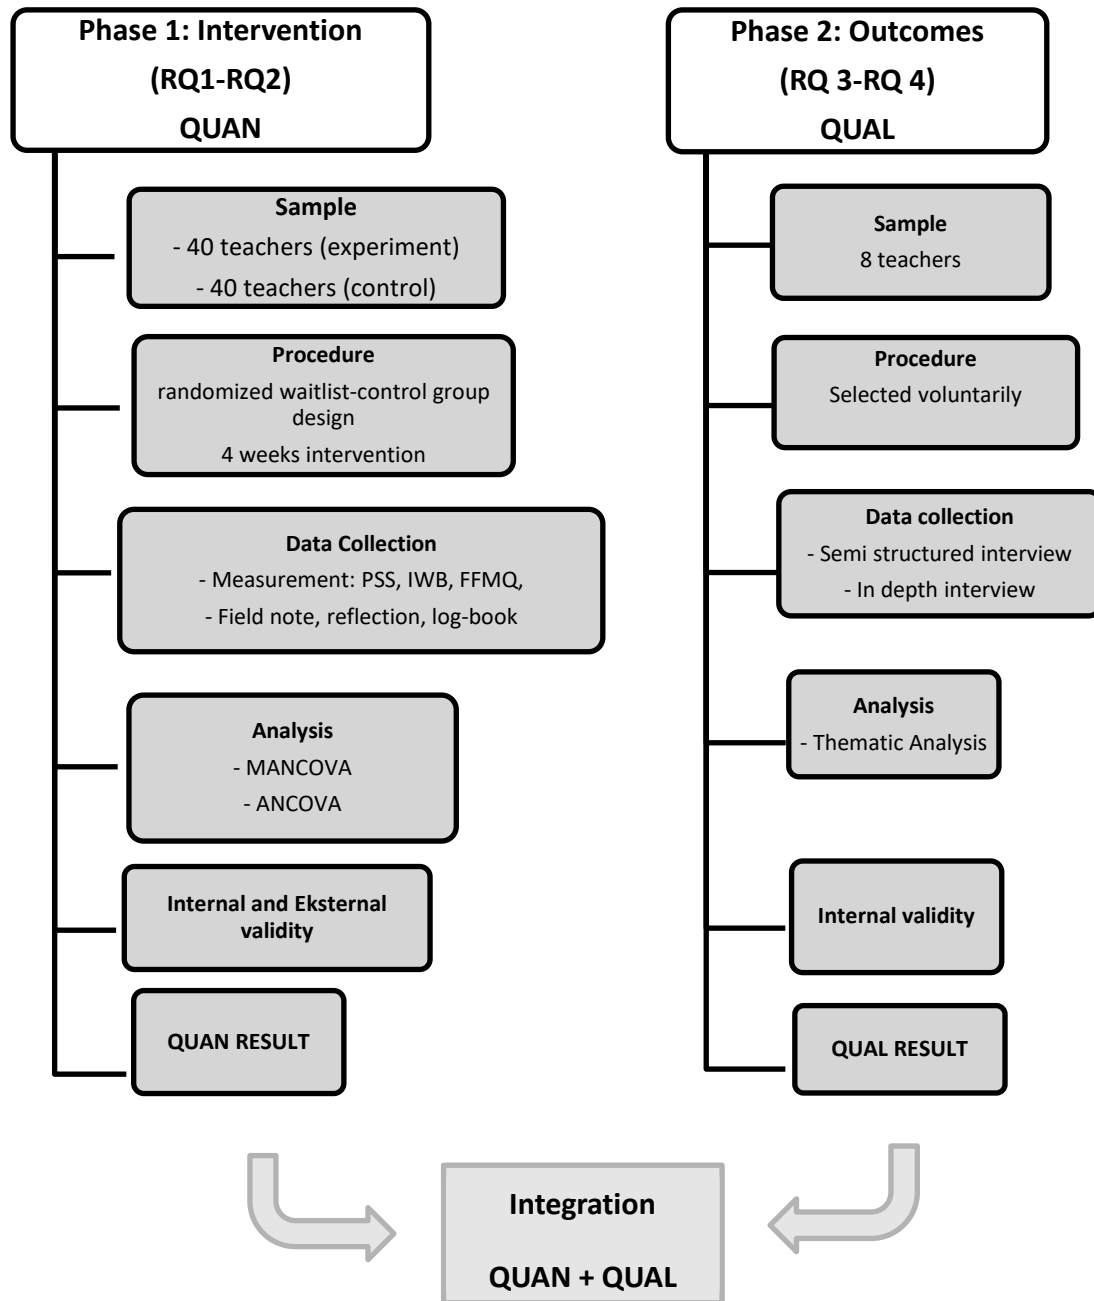 Phase 1: Intervention
(RQ1-RQ2)
QUAN
Sample
- 40 teachers (experiment)
- 40 teachers (control)
Procedure
randomized waitlist-control group
design
4 weeks intervention
Data Collection
- Measurement: PSS, IWB, FFMQ,
- Field note, reflection, log-book
Analysis
- MANCOVA
- ANCOVA
Internal and Eksternal
validity
QUAN RESULT
Phase 2: Outcomes
(RQ 3-RQ 4)
QUAL
Sample
8 teachers
Procedure
Selected voluntarily
Data collection
- Semi structured interview
- In depth interview
Analysis
- Thematic Analysis
Internal validity
QUAL RESULT
Integration
QUAN + QUAL